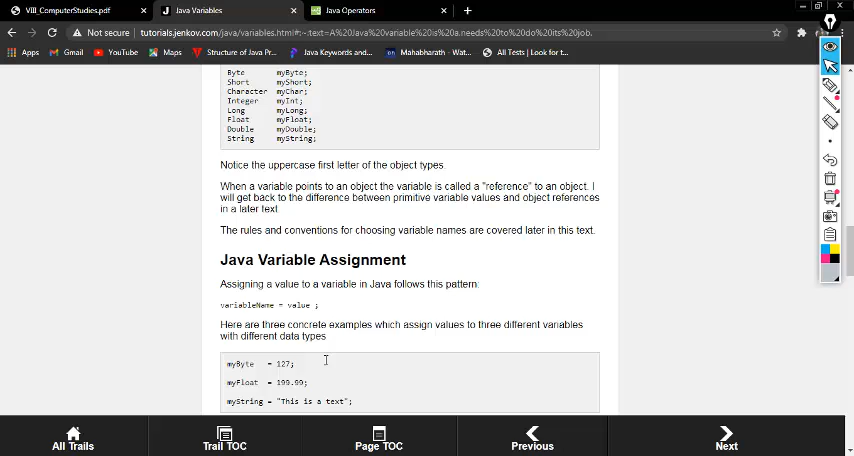 VIII_ComputerStudies.pdf
Java Variables
Java Operators
Not secure
tutorials.jenkov.com/java/variables.html#:~:text=A%20Java%20variable%20is%20a.needs%20to%20do%20its%20job.
Apps
Gmail
YouTube
Maps
Structure of Java Pr...
Java Keywords and...
Mahabharath - Wat...
All Tests | Look for t...
Byte myByte;
Short myShort;
Character myChar;
Integer myInt;
Long myLong;
Float myFloat;
Double myDouble;
String myString;
Notice the uppercase first letter of the object types.
When a variable points to an object the variable is called a "reference" to an object. I
will get back to the difference between primitive variable values and object references
in a later text.
The rules and conventions for choosing variable names are covered later in this text.
Java Variable Assignment
Assigning a value to a variable in Java follows this pattern:
variableName = value ;
Here are three concrete examples which assign values to three different variables
with different data types
myByte = 127;
myFloat = 199.99;
myString = "This is a text";
All Trails
Trail TOC
Page TOC
Previous
Next